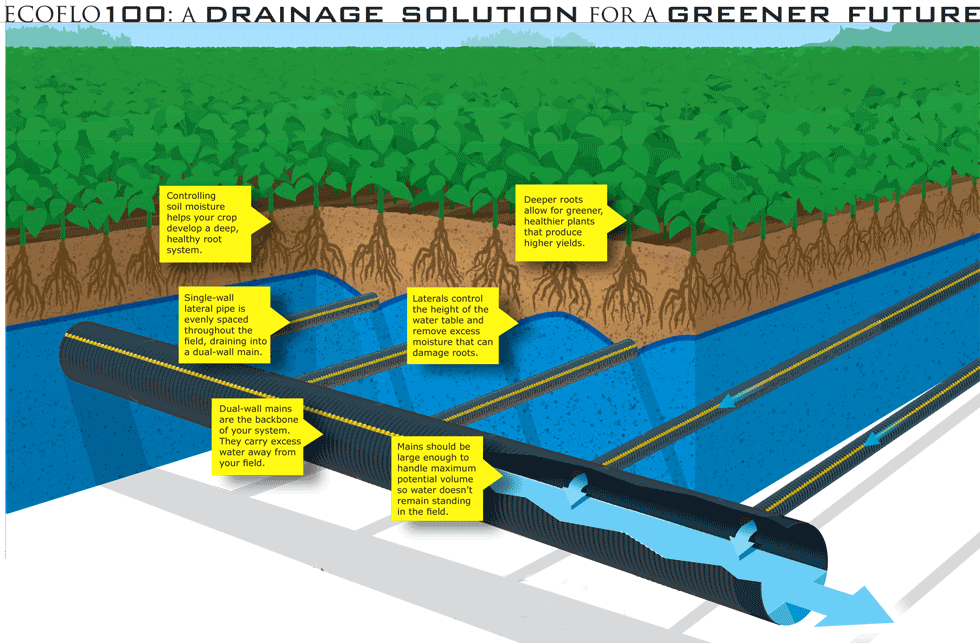 ECOFLO100: A DRAINAGE SOLUTION FOR A GREENER FUTURE
Controlling
soil moisture
helps your crop
develop a deep,
healthy root
system.
Deeper roots
allow for greener,
healthier plants
that produce
higher yields.
Single-wall
lateral pipe is
evenly spaced
throughout the
field, draining into
a dual-wall main.
Laterals control
the height of the
water table and
remove excess
moisture that can
damage roots.
Dual-wall mains
are the backbone
of your system.
They carry excess
water away from
your field.
Mains should be
large enough to
handle maximum
potential volume
so water doesn't
remain standing
in the field.